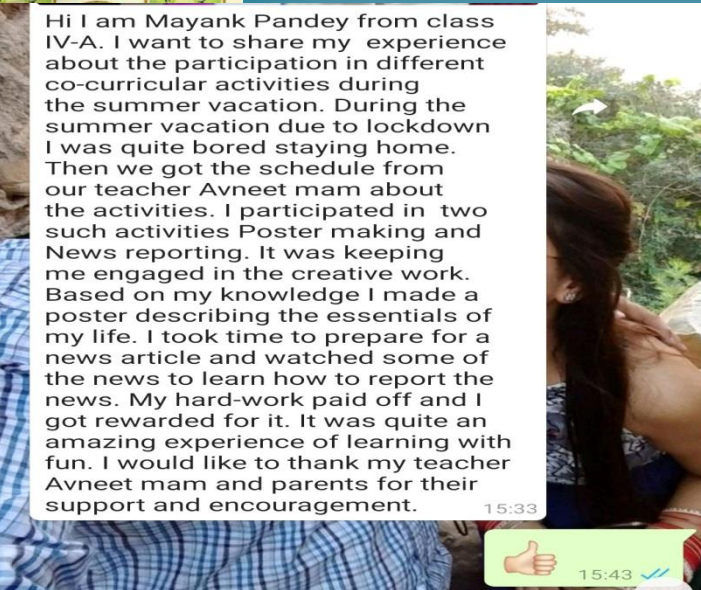 Hi I am Mayank Pandey from class
IV-A. I want to share my  experience
about the participation in different
co-curricular activities during
the summer vacation. During the
summer vacation due to lockdown
I was quite bored staying home.
Then we got the schedule from
our teacher Avneet mam about
the activities. I participated in  two
such activities Poster making and
News reporting. It was keeping
me engaged in the creative work.
Based on my knowledge I made a
poster describing the essentials of
my life. I took time to prepare for a
news article and watched some of
the news to learn how to report the
news. My hard-work paid off and I
got rewarded for it. It was quite an
amazing experience of learning with
fun. I would like to thank my teacher
Avneet mam and parents for their
support and encouragement.
15:33
👍 15:43